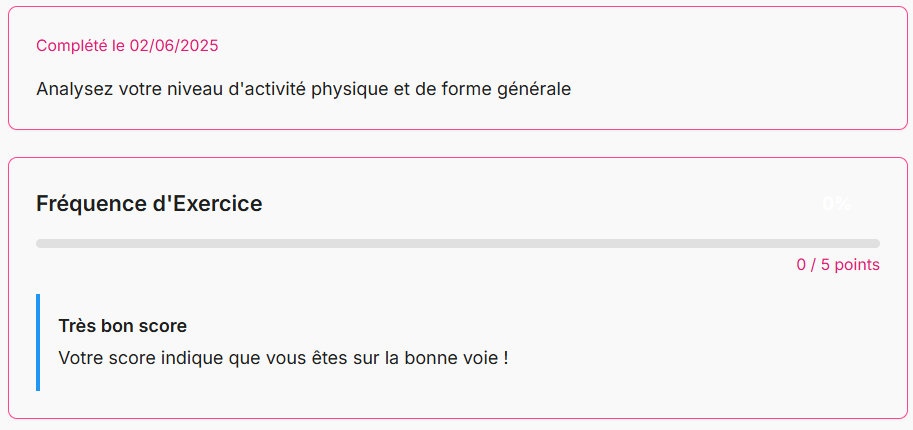 Complété le 02/06/2025
Analysez votre niveau d'activité physique et de forme générale
Fréquence d'Exercice
0%
0 / 5 points
Très bon score
Votre score indique que vous êtes sur la bonne voie !